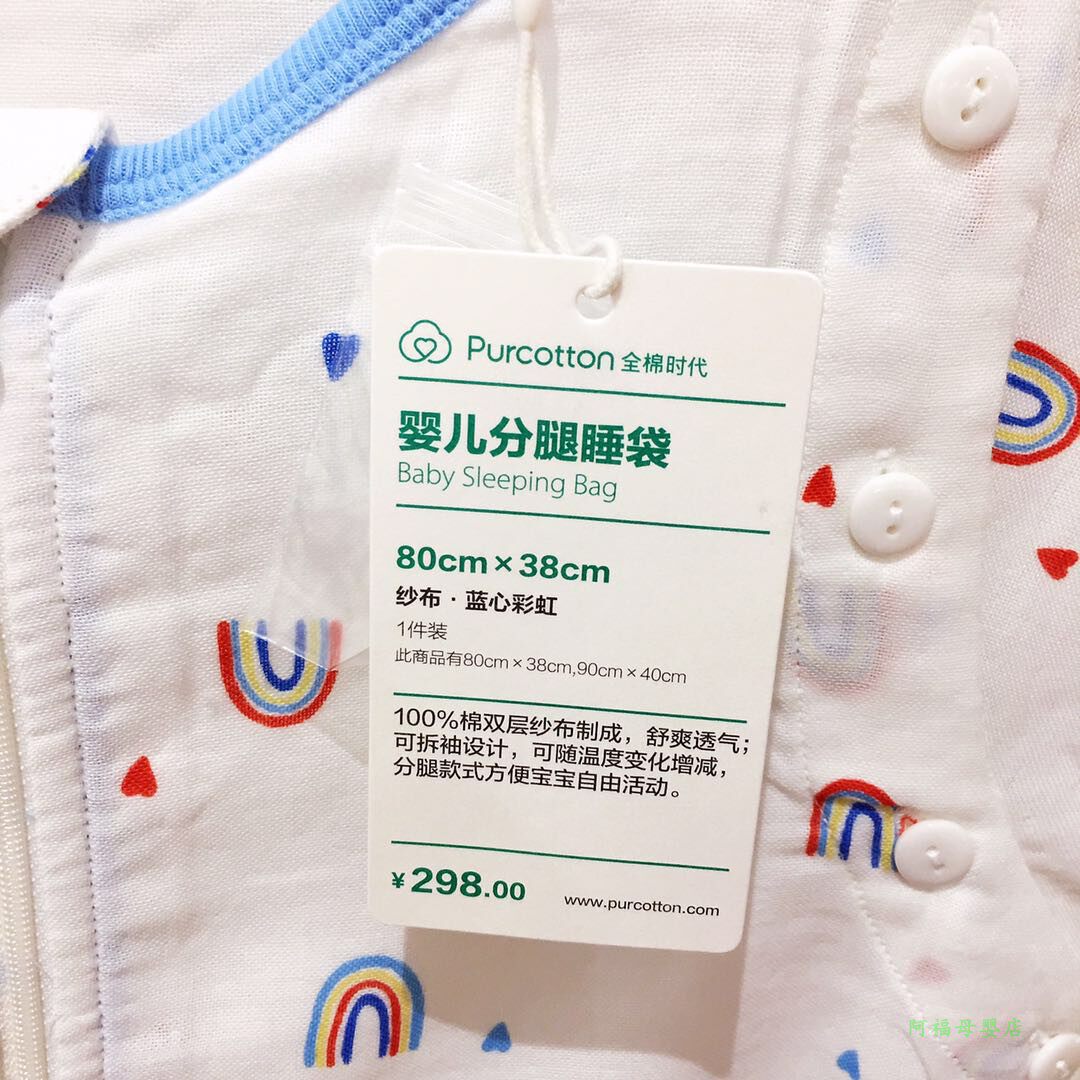 Purcotton 全棉时代
婴儿分腿睡袋
Baby Sleeping Bag
80cm×38cm
纱布·蓝心彩虹
1件装
此商品有80cm×38cm,90cm×40cm
100%棉双层纱布制成，舒爽透气；
可拆袖设计，可随温度变化增减，
分腿款式方便宝宝自由活动。
¥298.00
www.purcotton.com
阿福母婴店